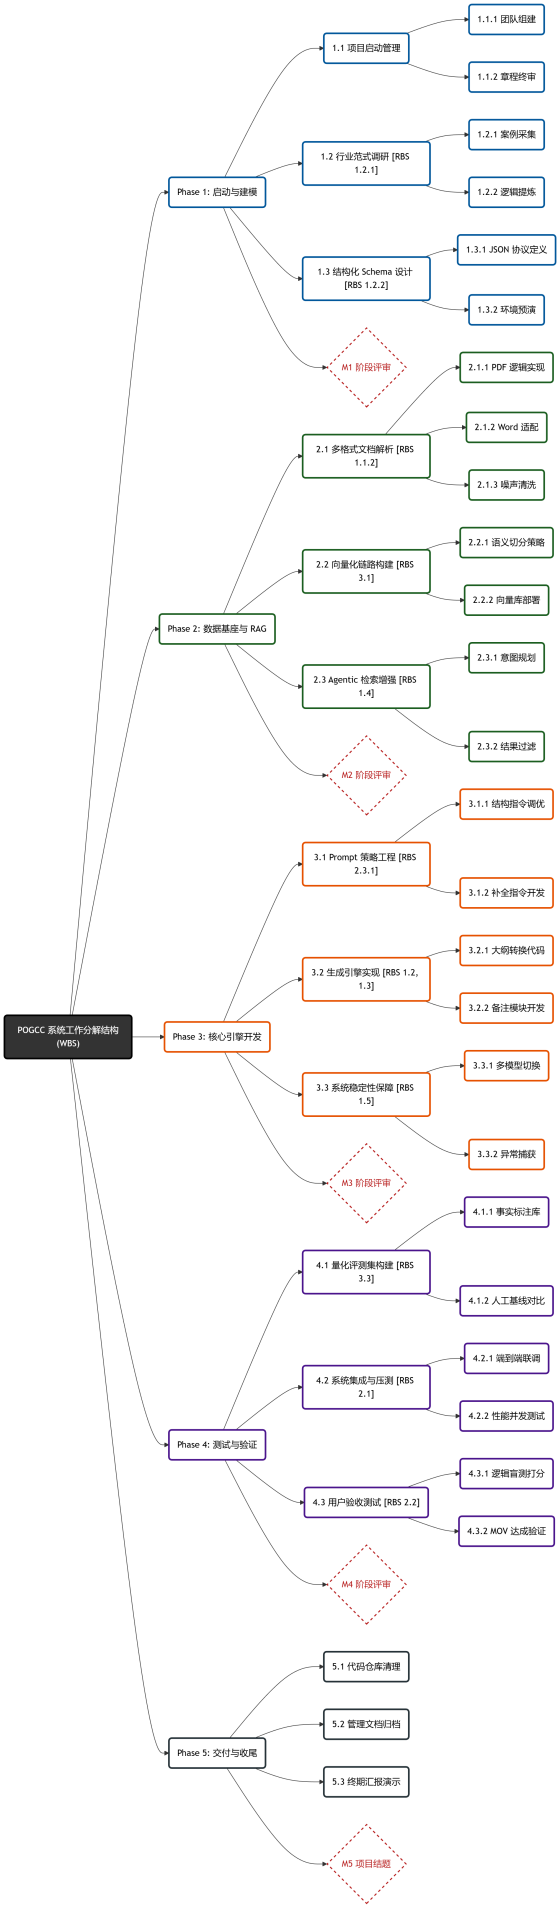 POGCC 系统工作分解结构
(WBS)
Phase 1: 启动与建模
1.1 项目启动管理
1.1.1 团队组建
1.1.2 章程终审
1.2 行业范式调研 [RBS
1.2.1]
1.2.1 案例采集
1.2.2 逻辑提炼
1.3 结构化 Schema 设计
[RBS 1.2.2]
1.3.1 JSON 协议定义
1.3.2 环境预演
M1 阶段评审
Phase 2: 数据基座与 RAG
2.1 多格式文档解析 [RBS
1.1.2]
2.1.1 PDF 逻辑实现
2.1.2 Word 适配
2.1.3 噪声清洗
2.2 向量化链路构建 [RBS
3.1]
2.2.1 语义切分策略
2.2.2 向量库部署
2.3 Agentic 检索增强 [RBS
1.4]
2.3.1 意图规划
2.3.2 结果过滤
M2 阶段评审
Phase 3: 核心引擎开发
3.1 Prompt 策略工程 [RBS
2.3.1]
3.1.1 结构指令调优
3.1.2 补全指令开发
3.2 生成引擎实现 [RBS 1.2,
1.3]
3.2.1 大纲转换代码
3.2.2 备注模块开发
3.3 系统稳定性保障 [RBS
1.5]
3.3.1 多模型切换
3.3.2 异常捕获
M3 阶段评审
Phase 4: 测试与验证
4.1 量化评测集构建 [RBS
3.3]
4.1.1 事实标注库
4.1.2 人工基线对比
4.2 系统集成与压测 [RBS
2.1]
4.2.1 端到端联调
4.2.2 性能并发测试
4.3 用户验收测试 [RBS 2.2]
4.3.1 逻辑盲测打分
4.3.2 MOV 达成验证
M4 阶段评审
Phase 5: 交付与收尾
5.1 代码仓库清理
5.2 管理文档归档
5.3 终期汇报演示
M5 项目结题